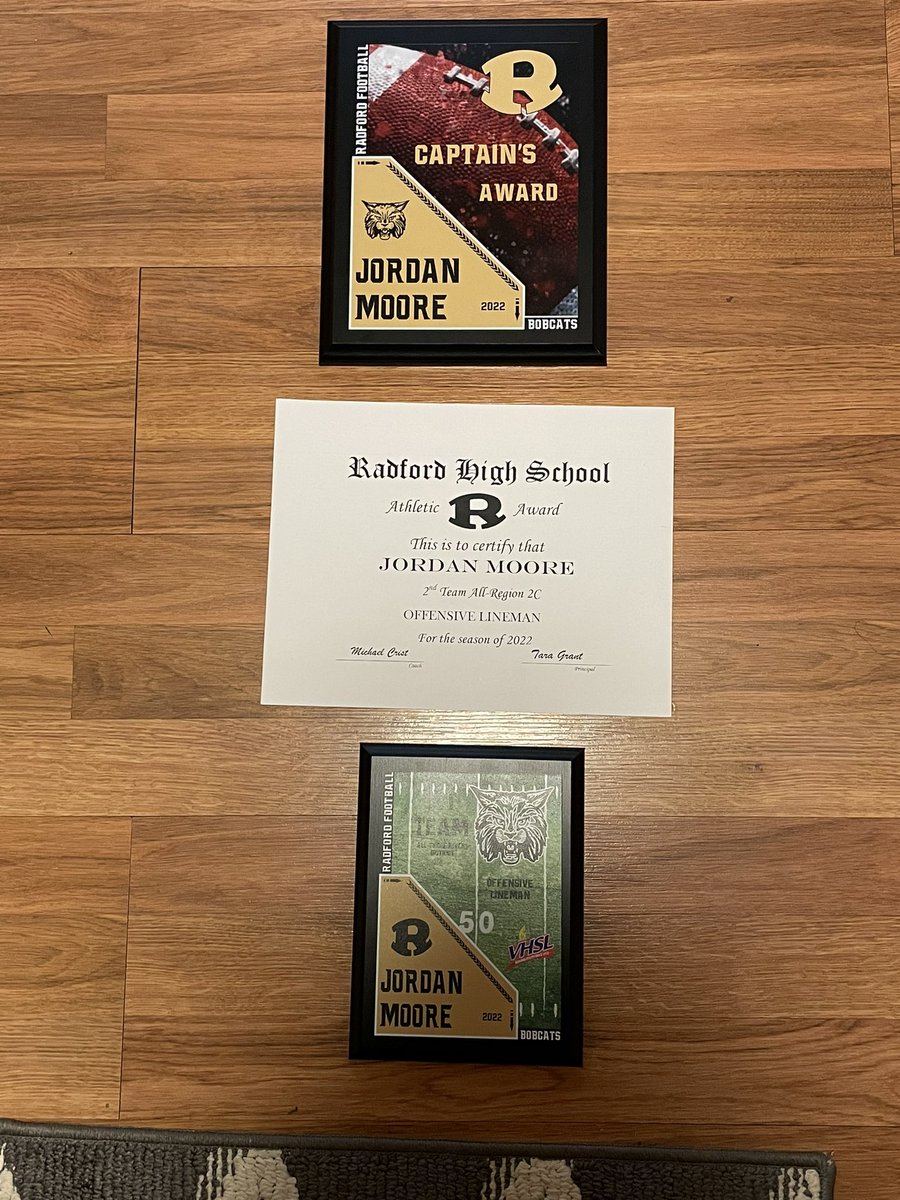 RADFORD FOOTBALL
R
CAPTAIN'S
AWARD
JORDAN
MOORE
2022
BOBCATS
Radford High School
Athletic R Award
This is to certify that
JORDAN MOORE
2nd Team All-Region 2C
OFFENSIVE LINEMAN
For the season of 2022
Michael Crist
Tara Grant
Coach
Principal
RADFORD FOOTBALL
TEAM
OFFENSIVE
LINEMAN
50
VHSL
R
JORDAN
MOORE
2022
BOBCATS